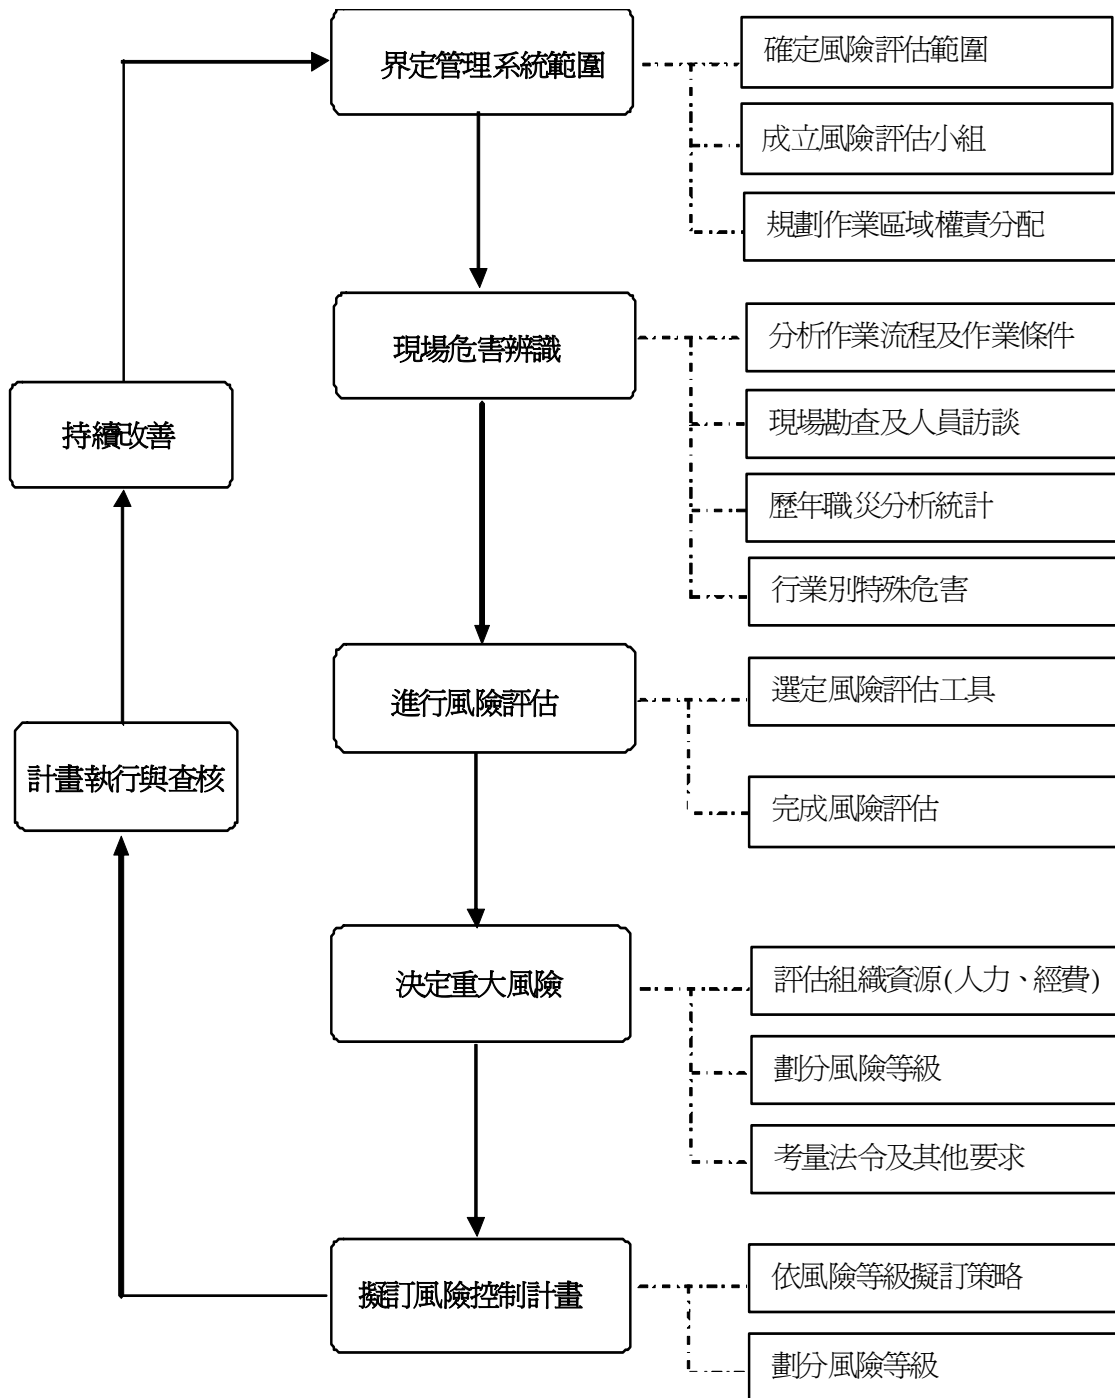 界定管理系統範圍
確定風險評估範圍
成立風險評估小組
規劃作業區域權責分配
現場危害辨識
分析作業流程及作業條件
現場勘查及人員訪談
歷年職災分析統計
行業別特殊危害
進行風險評估
選定風險評估工具
完成風險評估
決定重大風險
評估組織資源(人力、經費)
劃分風險等級
考量法令及其他要求
擬訂風險控制計畫
依風險等級擬訂策略
劃分風險等級
計畫執行與查核
持續改善